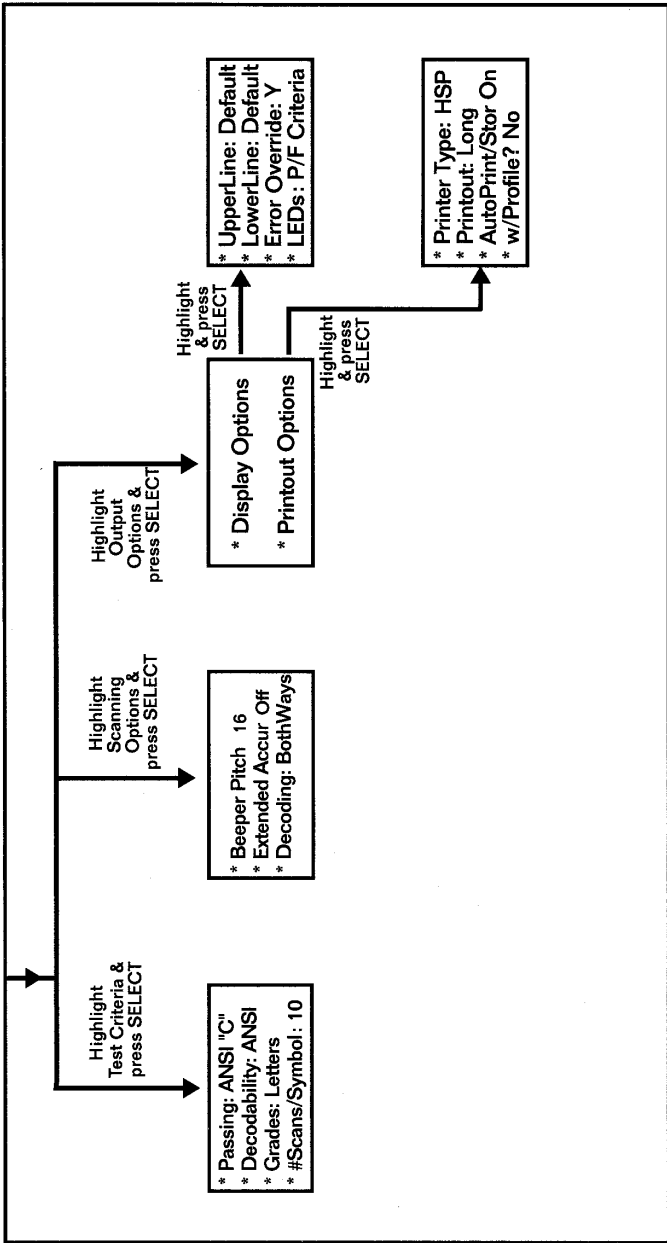 Highlight
Test Criteria &
press SELECT
* Passing: ANSI "C"
* Decodability: ANSI
* Grades: Letters
* #Scans/Symbol: 10
Highlight
Scanning
Options &
press SELECT
* Beeper Pitch 16
* Extended Accur Off
* Decoding: BothWays
Highlight
Output
Options &
press SELECT
* Display Options
* Printout Options
Highlight
& press
SELECT
* UpperLine: Default
* LowerLine: Default
* Error Override: Y
* LEDs: P/F Criteria
Highlight
& press
SELECT
* Printer Type: HSP
* Printout: Long
* AutoPrint/Stor On
* w/Profile? No